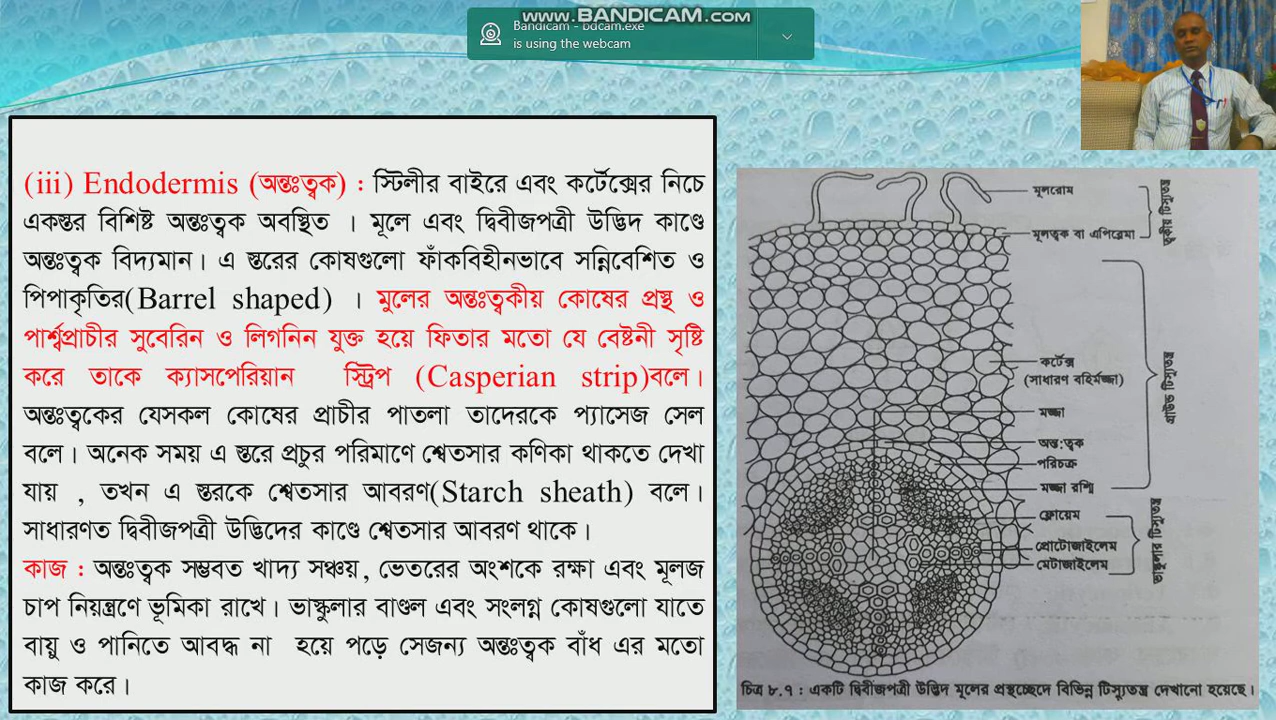 www.BANDICAM.com
Bandicam - bdcam.exe
is using the webcam
(iii) Endodermis (অন্তঃত্বক) : স্টিলীর বাইরে এবং কর্টেক্সের নিচে
একস্তর বিশিষ্ট অন্তঃত্বক অবস্থিত । মূলে এবং দ্বিবীজপত্রী উদ্ভিদ কাণ্ডে
অন্তঃত্বক বিদ্যমান। এ স্তরের কোষগুলো ফাঁকবিহীনভাবে সন্নিবেশিত ও
পিপাকৃতির(Barrel shaped) । মুলের অন্তঃত্বকীয় কোষের প্রস্থ ও
পার্শ্বপ্রাচীর সুবেরিন ও লিগনিন যুক্ত হয়ে ফিতার মতো যে বেষ্টনী সৃষ্টি
করে তাকে ক্যাসপেরিয়ান স্ট্রিপ (Casperian strip)বলে।
অন্তঃত্বকের যেসকল কোষের প্রাচীর পাতলা তাদেরকে প্যাসেজ সেল
বলে। অনেক সময় এ স্তরে প্রচুর পরিমাণে শ্বেতসার কণিকা থাকতে দেখা
যায় , তখন এ স্তরকে শ্বেতসার আবরণ(Starch sheath) বলে।
সাধারণত দ্বিবীজপত্রী উদ্ভিদের কাণ্ডে শ্বেতসার আবরণ থাকে।
কাজ : অন্তঃত্বক সম্ভবত খাদ্য সঞ্চয়, ভেতরের অংশকে রক্ষা এবং মূলজ
চাপ নিয়ন্ত্রণে ভূমিকা রাখে। ভাস্কুলার বাণ্ডল এবং সংলগ্ন কোষগুলো যাতে
বায়ু ও পানিতে আবদ্ধ না হয়ে পড়ে সেজন্য অন্তঃত্বক বাঁধ এর মতো
কাজ করে।
মূলরোম
মূলত্বক বা এপিব্লেমা
ত্বকীয় টিস্যুতন্ত্র
কর্টেক্স
(সাধারণ বহির্মজ্জা)
মজ্জা
অন্ত:ত্বক
পরিচক্র
মজ্জা রশ্মি
গ্রাউন্ড টিস্যুতন্ত্র
ফ্লোয়েম
প্রোটোজাইলেম
মেটাজাইলেম
ভাস্কুলার টিস্যুতন্ত্র
চিত্র ৮.৭ : একটি দ্বিবীজপত্রী উদ্ভিদ মূলের প্রস্থচ্ছেদে বিভিন্ন টিস্যুতন্ত্র দেখানো হয়েছে।